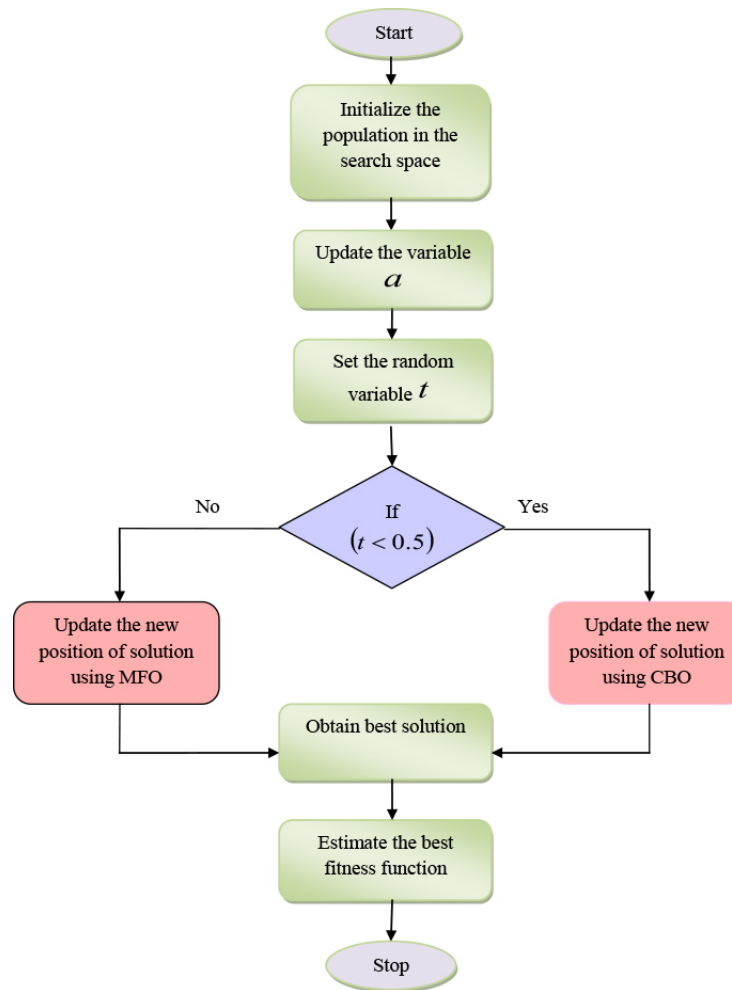 Start
Initialize the
population in the
search space
Update the variable
a
Set the random
variable t
No
If
Yes
(t < 0.5)
Update the new
position of solution
using MFO
Update the new
position of solution
using CBO
Obtain best solution
Estimate the best
fitness function
Stop